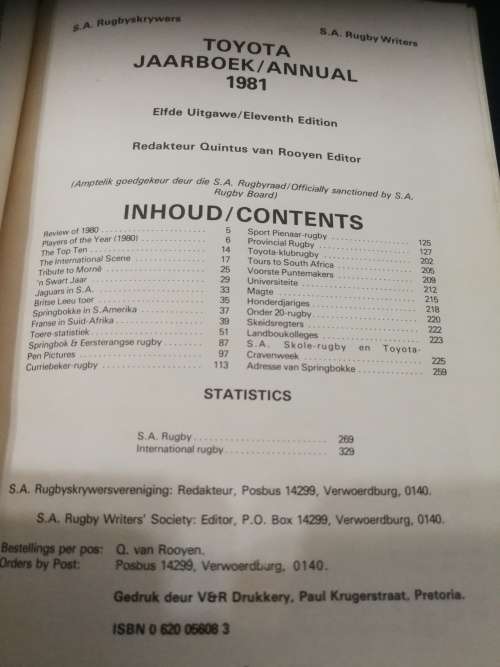 S.A. Rugbyskrywers
S.A. Rugby Writers
TOYOTA
JAARBOEK/ANNUAL
1981
Elfde Uitgawe/Eleventh Edition
Redakteur Quintus van Rooyen Editor
(Amptelik goedgekeur deur die S.A. Rugbyraad/Officially sanctioned by S.A.
Rugby Board)
INHOUD/CONTENTS
Review of 1980 5
Players of the Year (1980) 6
The Top Ten 14
The International Scene 17
Tribute to Morné 25
'n Swart Jaar 29
Jaguars in S.A. 33
Britse Leeu toer 35
Springbokke in S.Amerika 37
Franse in Suid-Afrika 39
Toere-statistiek 51
Springbok & Eersterangse rugby 87
Pen Pictures 97
Curriebeker-rugby 113
Sport Pienaar-rugby 125
Provincial Rugby 127
Toyota-klubrugby 202
Tours to South Africa 205
Voorste Puntemakers 209
Universiteite 212
Magte 215
Honderdjariges 218
Onder 20-rugby 220
Skeidsregters 222
Landboukolleges 223
S.A. Skole-rugby en Toyota-
Cravenweek 225
Adresse van Springbokke 259
STATISTICS
S.A. Rugby 269
International rugby 329
S.A. Rugbyskrywersvereniging: Redakteur, Posbus 14299, Verwoerdburg, 0140.
S.A. Rugby Writers' Society: Editor, P.O. Box 14299, Verwoerdburg, 0140.
Bestellings per pos: Q. van Rooyen.
Orders by Post: Posbus 14299, Verwoerdburg, 0140.
Gedruk deur V&R Drukkery, Paul Krugerstraat, Pretoria.
ISBN 0 620 05608 3